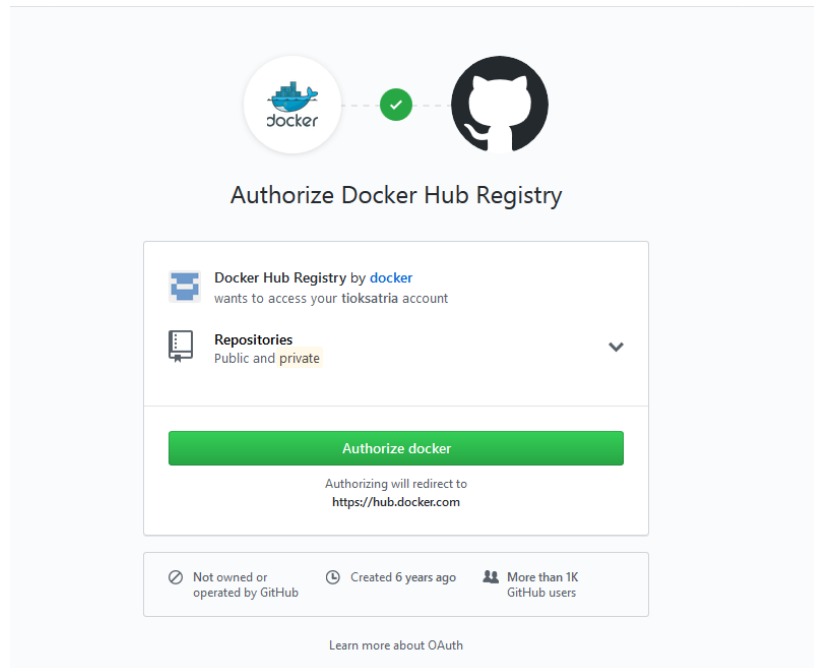 docker
Authorize Docker Hub Registry
Docker Hub Registry by docker
wants to access your tioksatria account
Repositories
Public and private
Authorize docker
Authorizing will redirect to
https://hub.docker.com
Not owned or
operated by GitHub
Created 6 years ago
More than 1K
GitHub users
Learn more about OAuth